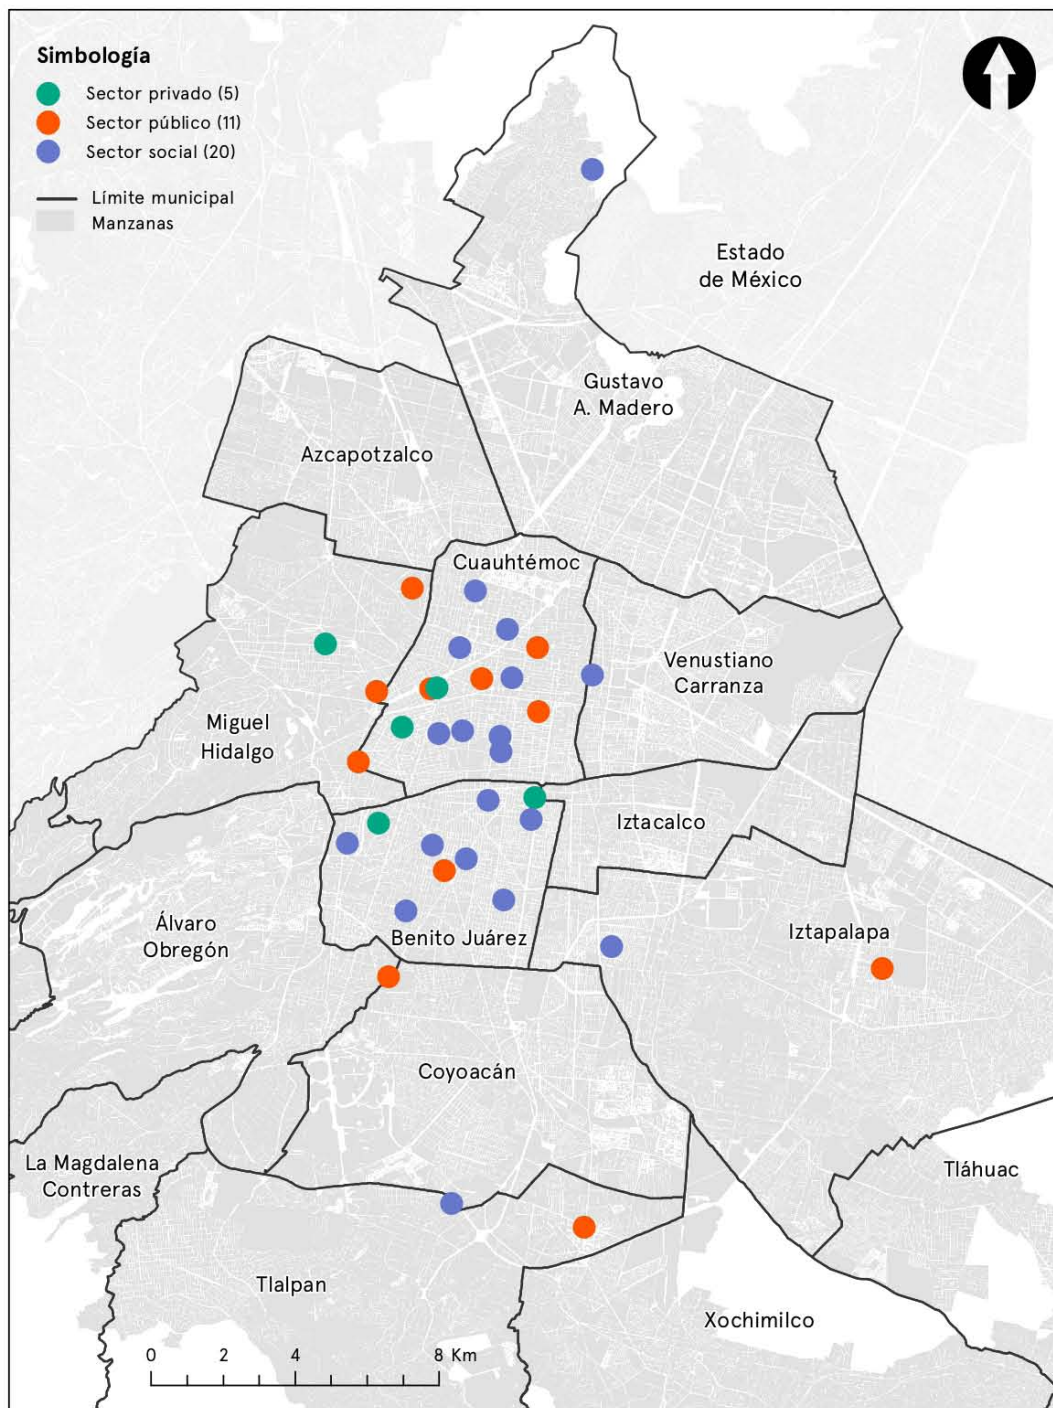 Simbología
Sector privado (5)
Sector público (11)
Sector social (20)
Límite municipal
Manzanas
Estado
de México
Gustavo
A. Madero
Azcapotzalco
Cuauhtémoc
Venustiano
Carranza
Miguel
Hidalgo
Iztacalco
Álvaro
Obregón
Benito Juárez
Iztapalapa
Coyoacán
La Magdalena
Contreras
Tláhuac
Tlalpan
Xochimilco
0 2 4 8 Km